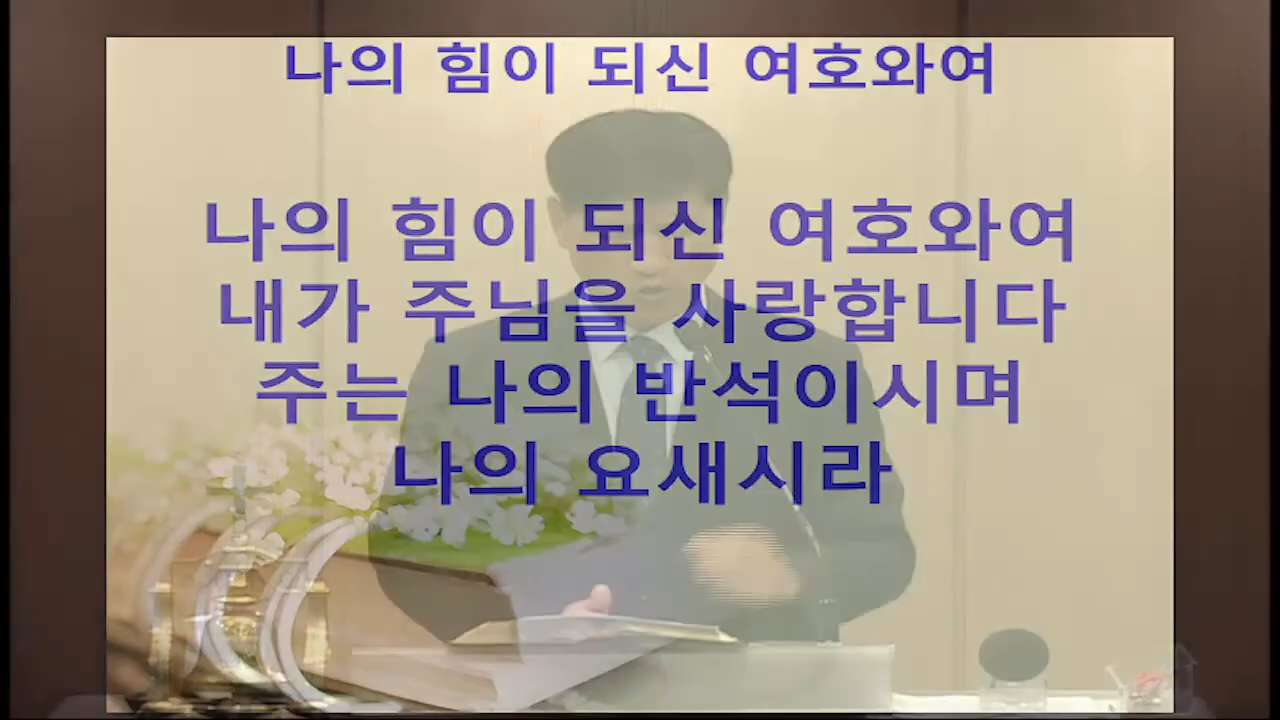 나의 힘이 되신 여호와여
나의 힘이 되신 여호와여
내가 주님을 사랑합니다
주는 나의 반석이시며
나의 요새시라